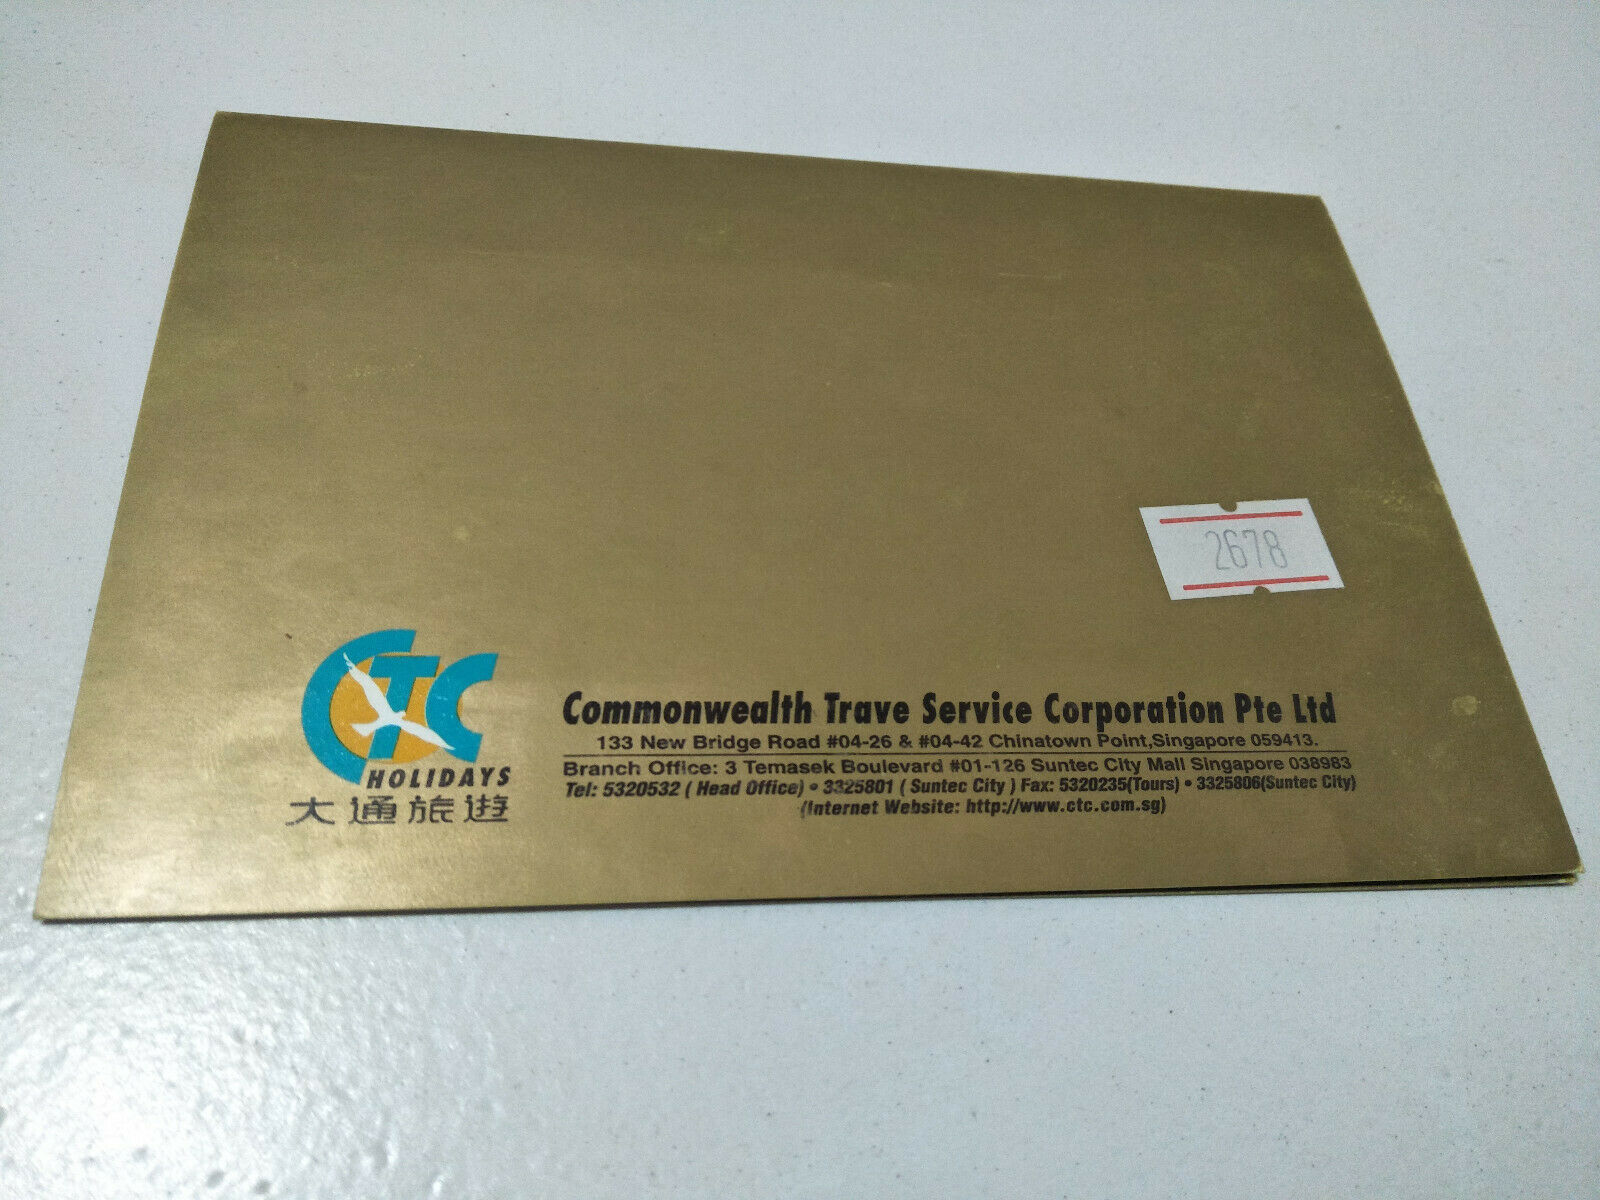 2678
CTC
HOLIDAYS
大通旅遊
Commonwealth Trave Service Corporation Pte Ltd
133 New Bridge Road #04-26 & #04-42 Chinatown Point,Singapore 059413.
Branch Office: 3 Temasek Boulevard #01-126 Suntec City Mall Singapore 038983
Tel: 5320532 ( Head Office) • 3325801 ( Suntec City ) Fax: 5320235(Tours) • 3325806(Suntec City)
(Internet Website: http://www.ctc.com.sg)